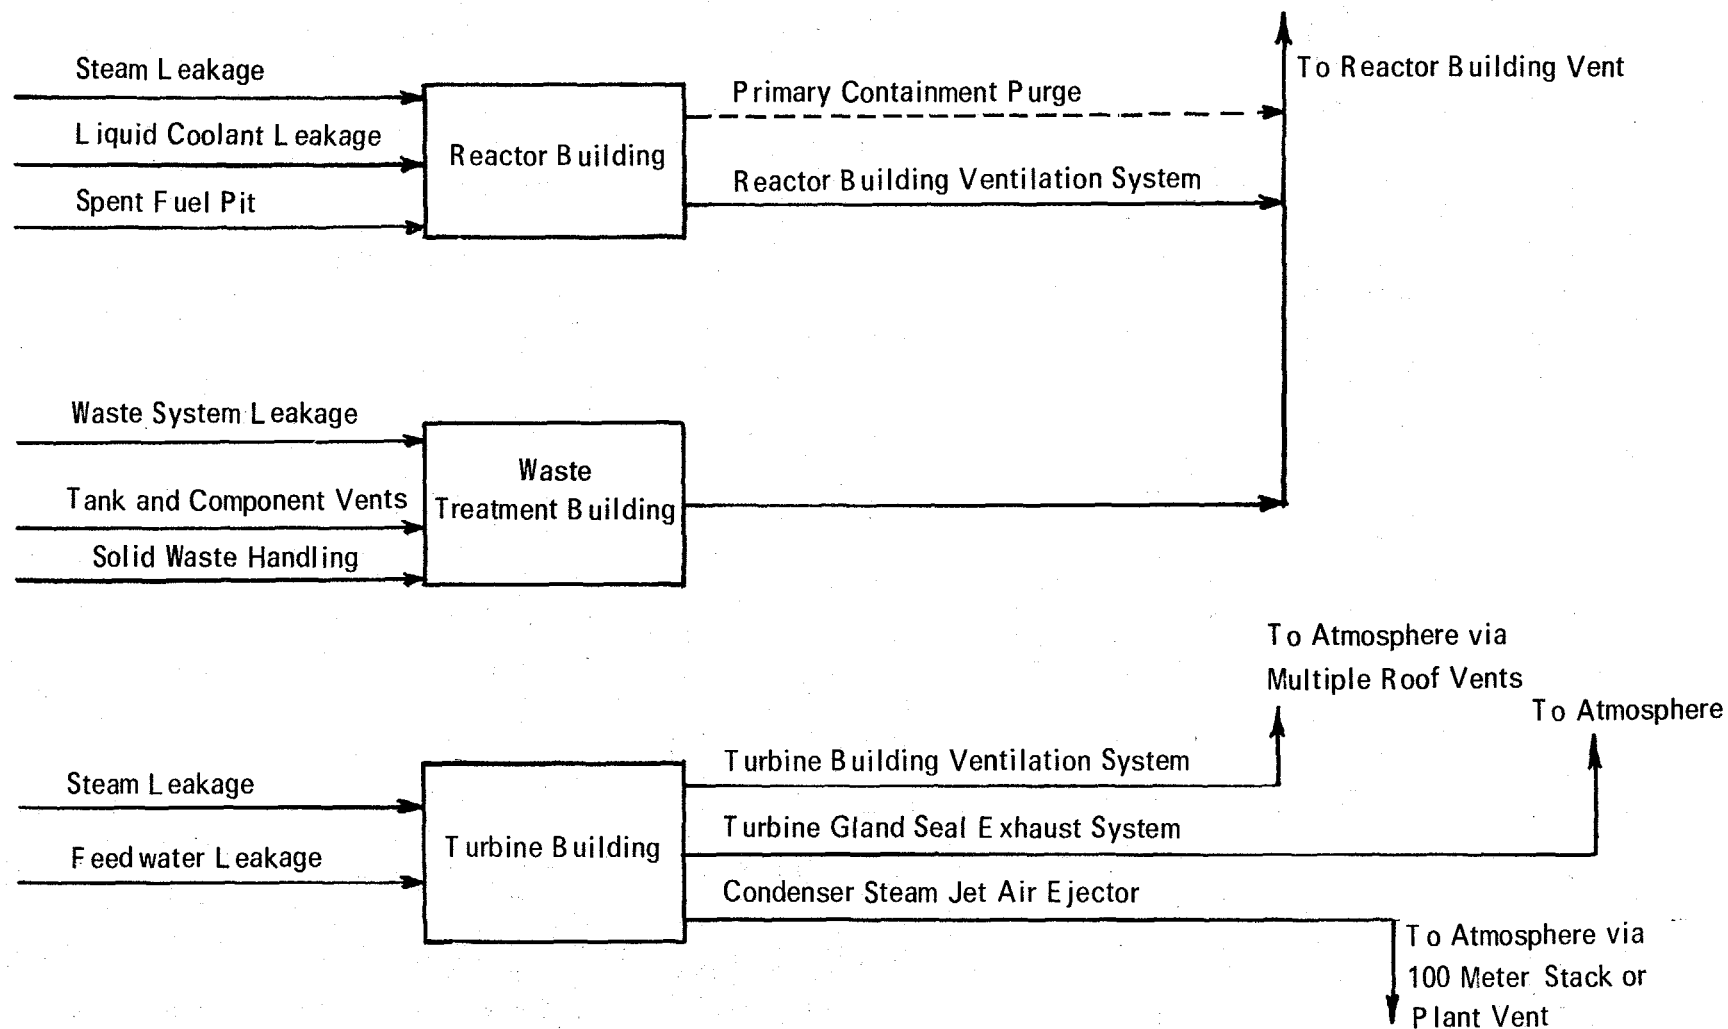 Steam Leakage
Liquid Coolant Leakage
Spent Fuel Pit
Reactor Building
Primary Containment Purge
Reactor Building Ventilation System
To Reactor Building Vent
Waste System Leakage
Tank and Component Vents
Solid Waste Handling
Waste
Treatment Building
To Atmosphere via
Multiple Roof Vents
To Atmosphere
Steam Leakage
Feedwater Leakage
Turbine Building
Turbine Building Ventilation System
Turbine Gland Seal Exhaust System
Condenser Steam Jet Air Ejector
To Atmosphere via
100 Meter Stack or
Plant Vent